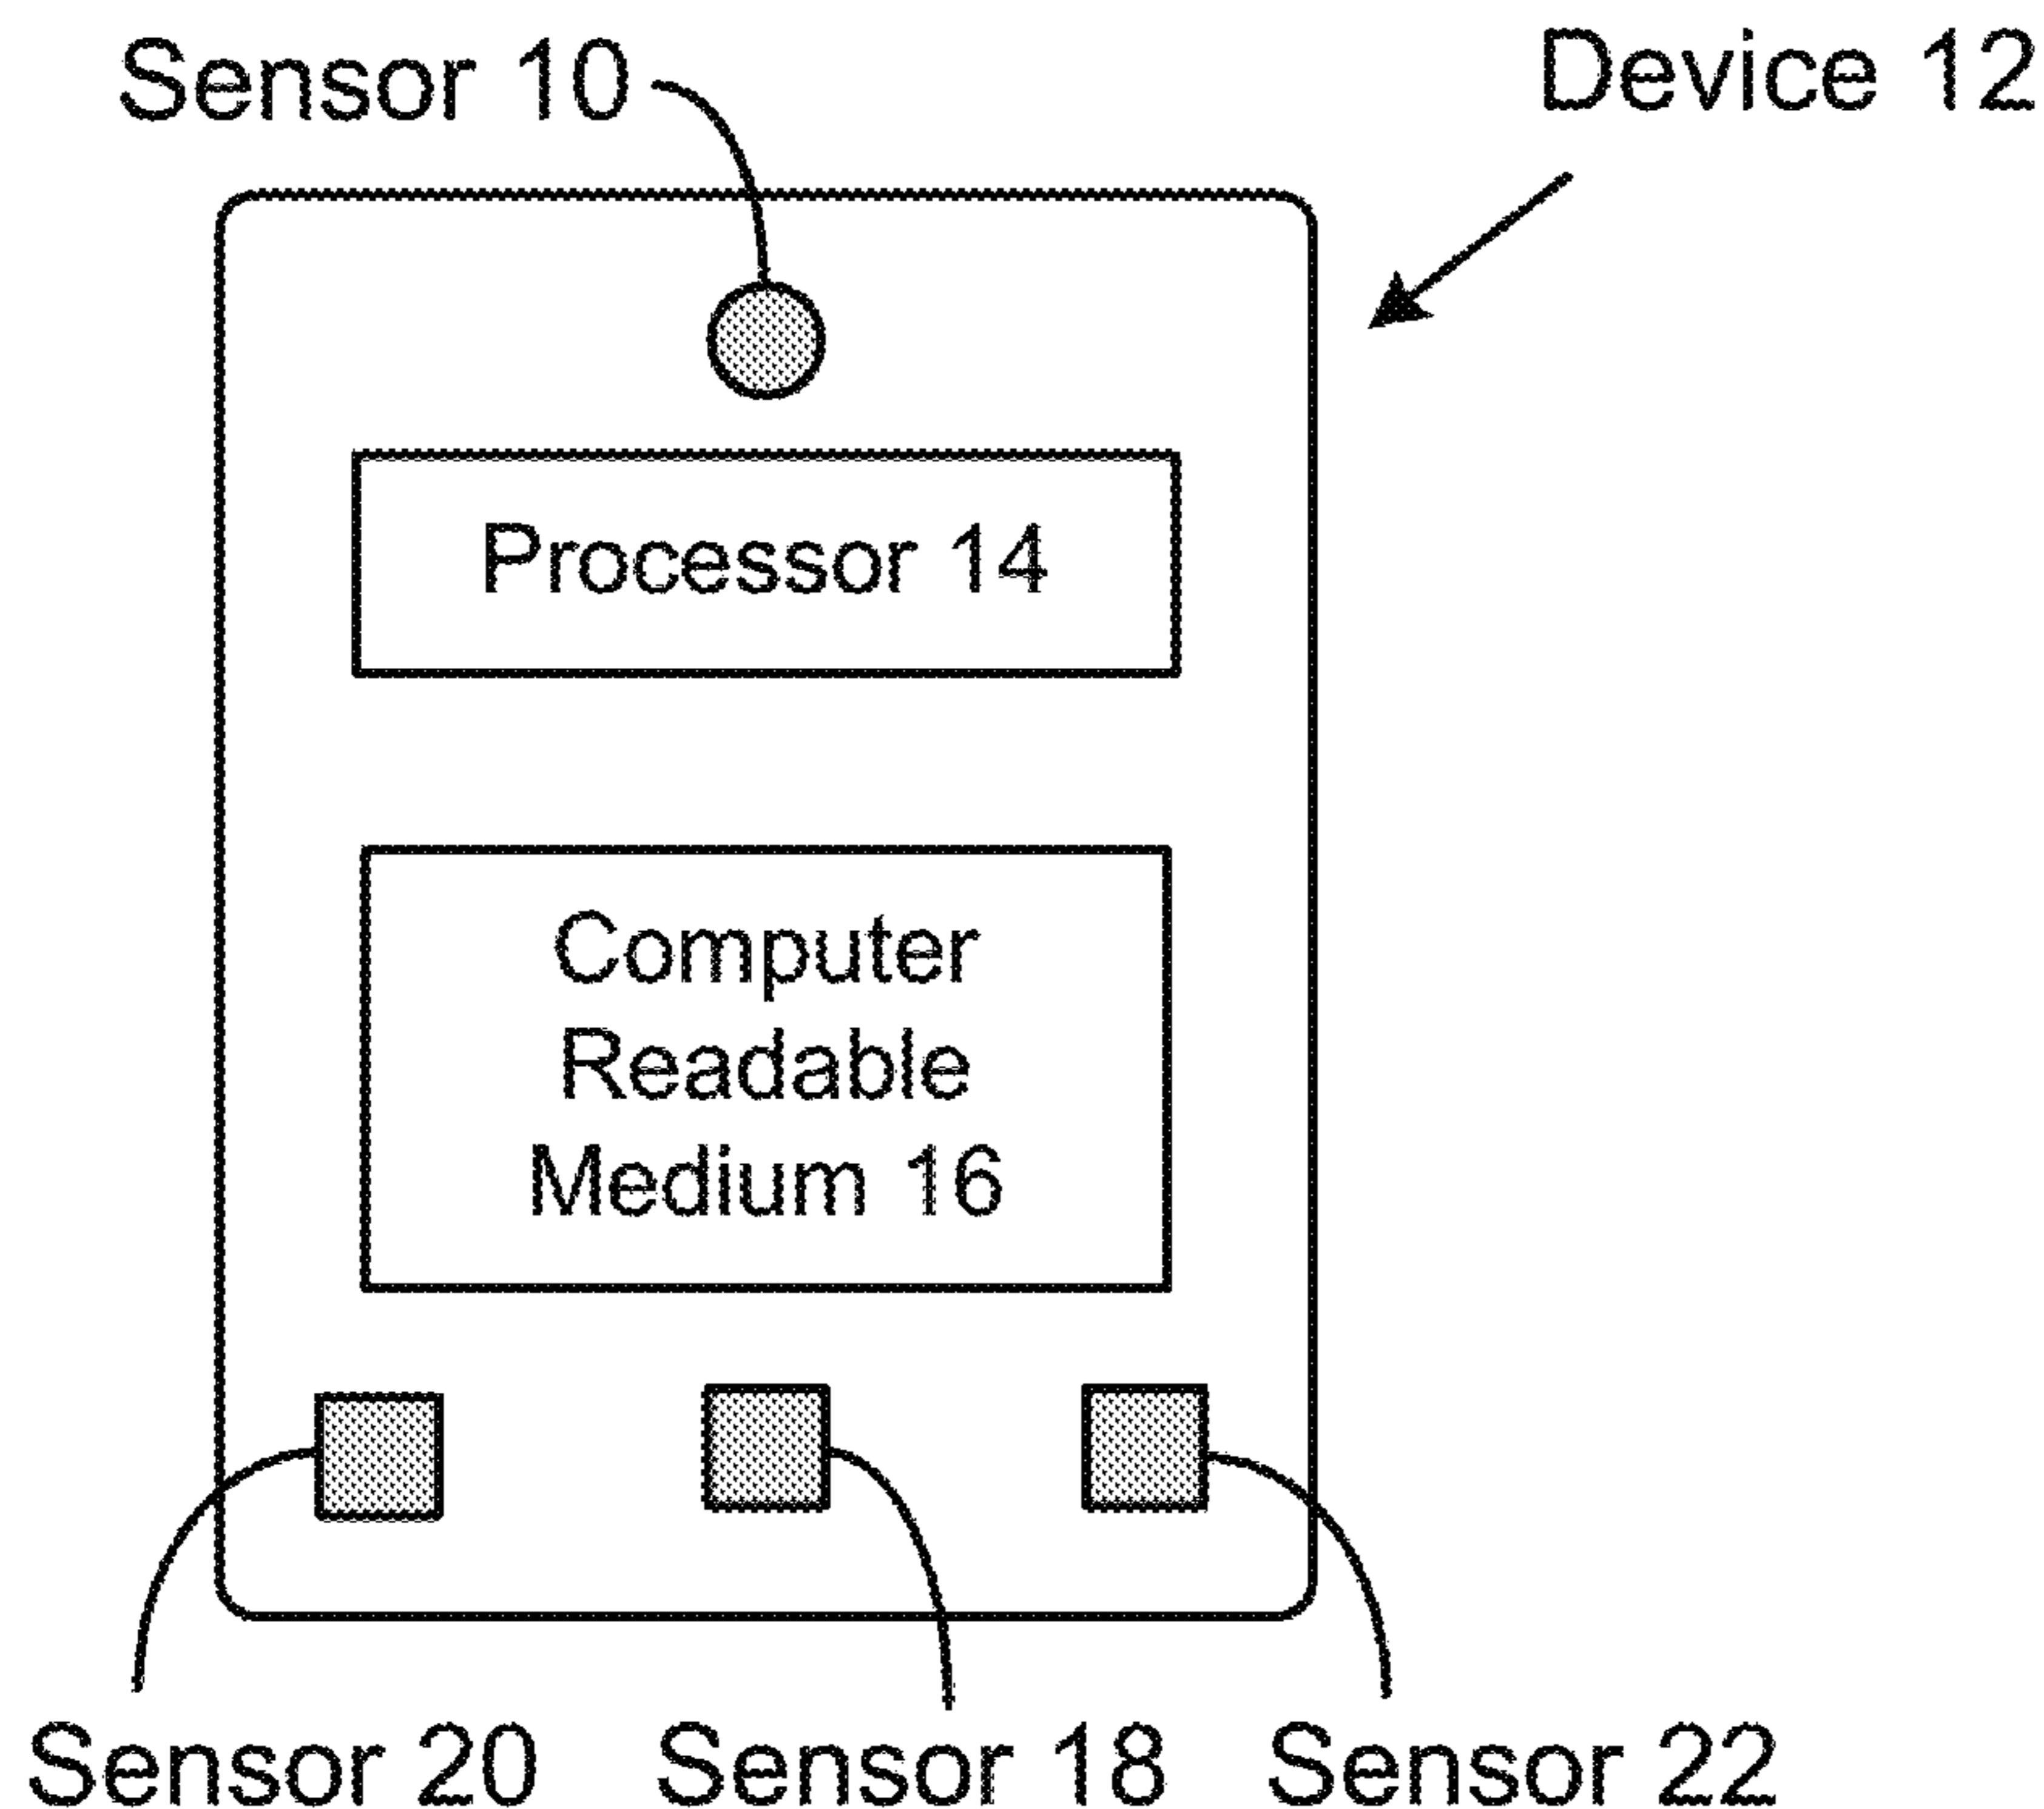 Sensor 10
Device 12
Processor 14
Computer
Readable
Medium 16
Sensor 20
Sensor 18
Sensor 22